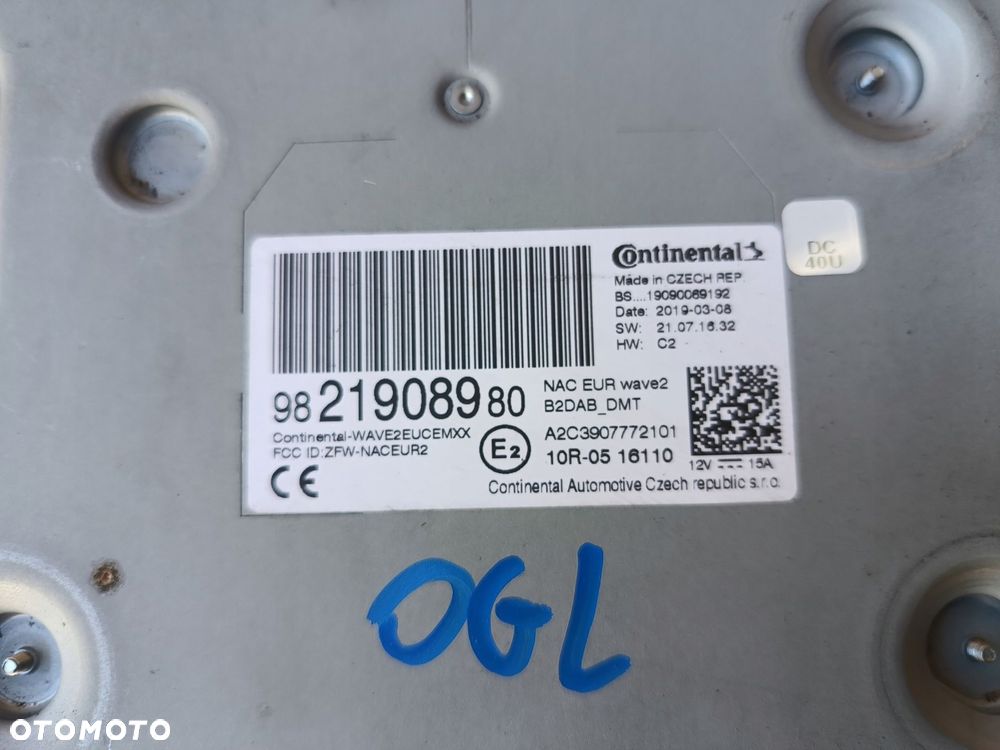 Continental
Made in CZECH REP.
BS....19090069192
Date: 2019-03-08
SW: 21.07.16.32
HW: C2
DC
40U
98 219089 80
NAC EUR wave2
B2DAB_DMT
Continental-WAVE2EUCEMXX
FCC ID:ZFW-NACEUR2
E2
A2C3907772101
10R-05 16110
12V 15A
CE
Continental Automotive Czech republic s.r.o.
OGL
OTOMOTO